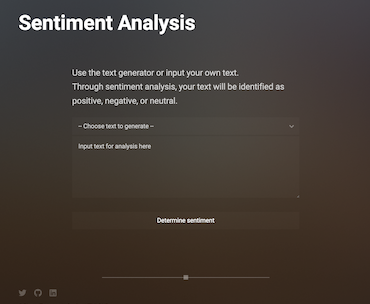 Sentiment Analysis
Use the text generator or input your own text.
Through sentiment analysis, your text will be identified as
positive, negative, or neutral.
-- Choose text to generate --
Input text for analysis here
Determine sentiment